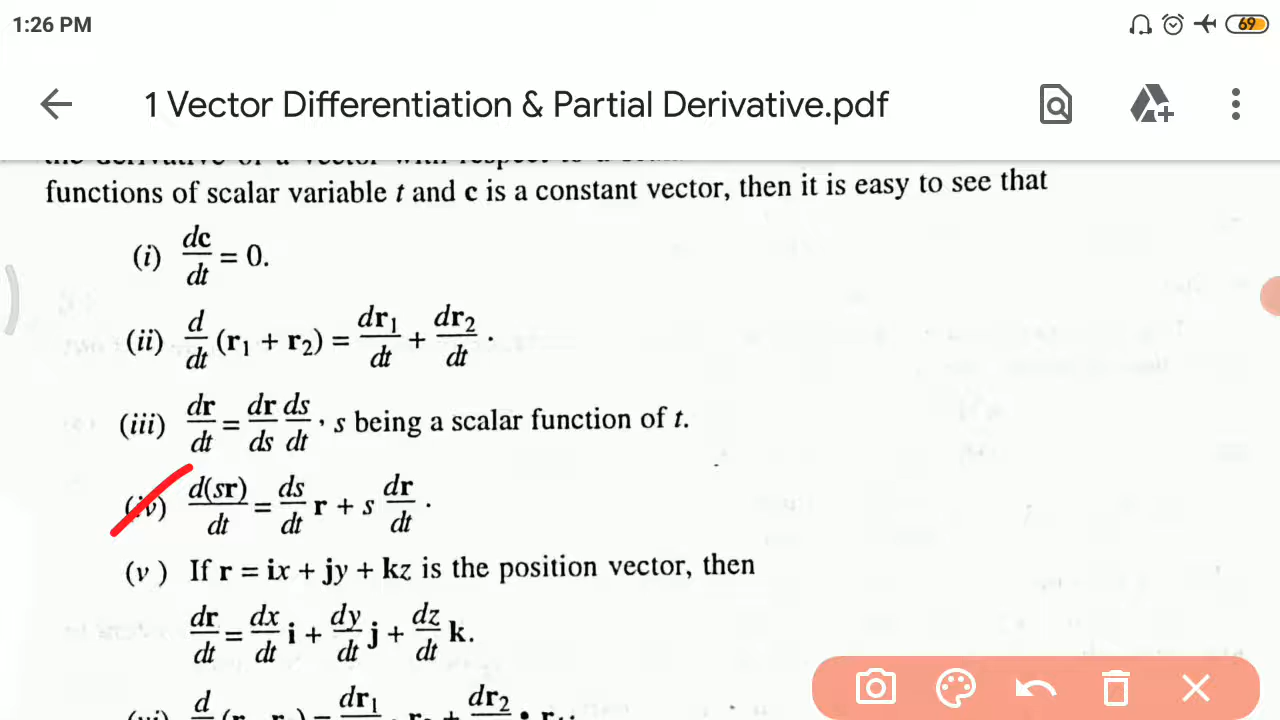 1:26 PM
69
1 Vector Differentiation & Partial Derivative.pdf
functions of scalar variable t and c is a constant vector, then it is easy to see that
(i) dc/dt = 0.
(ii) d/dt (r₁ + r₂) = dr₁/dt + dr₂/dt .
(iii) dr/dt = dr/ds ds/dt , s being a scalar function of t.
(iv) d(sr)/dt = ds/dt r + s dr/dt .
(v ) If r = ix + jy + kz is the position vector, then
dr/dt = dx/dt i + dy/dt j + dz/dt k.